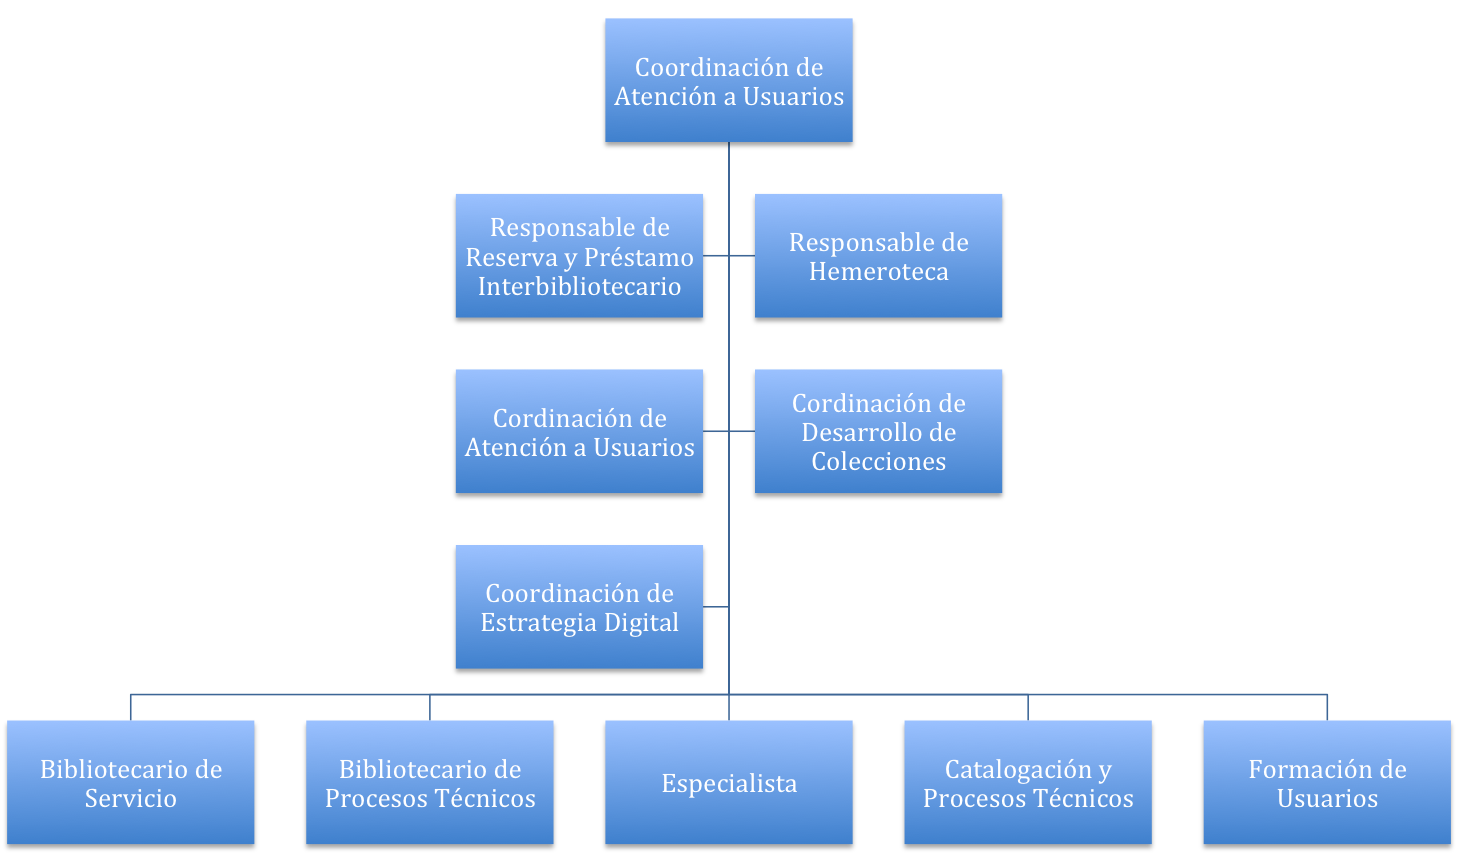 Coordinación de
Atención a Usuarios
Responsable de
Reserva y Préstamo
Interbibliotecario
Responsable de
Hemeroteca
Cordinación de
Atención a Usuarios
Cordinación de
Desarrollo de
Colecciones
Coordinación de
Estrategia Digital
Bibliotecario de
Servicio
Bibliotecario de
Procesos Técnicos
Especialista
Catalogación y
Procesos Técnicos
Formación de
Usuarios